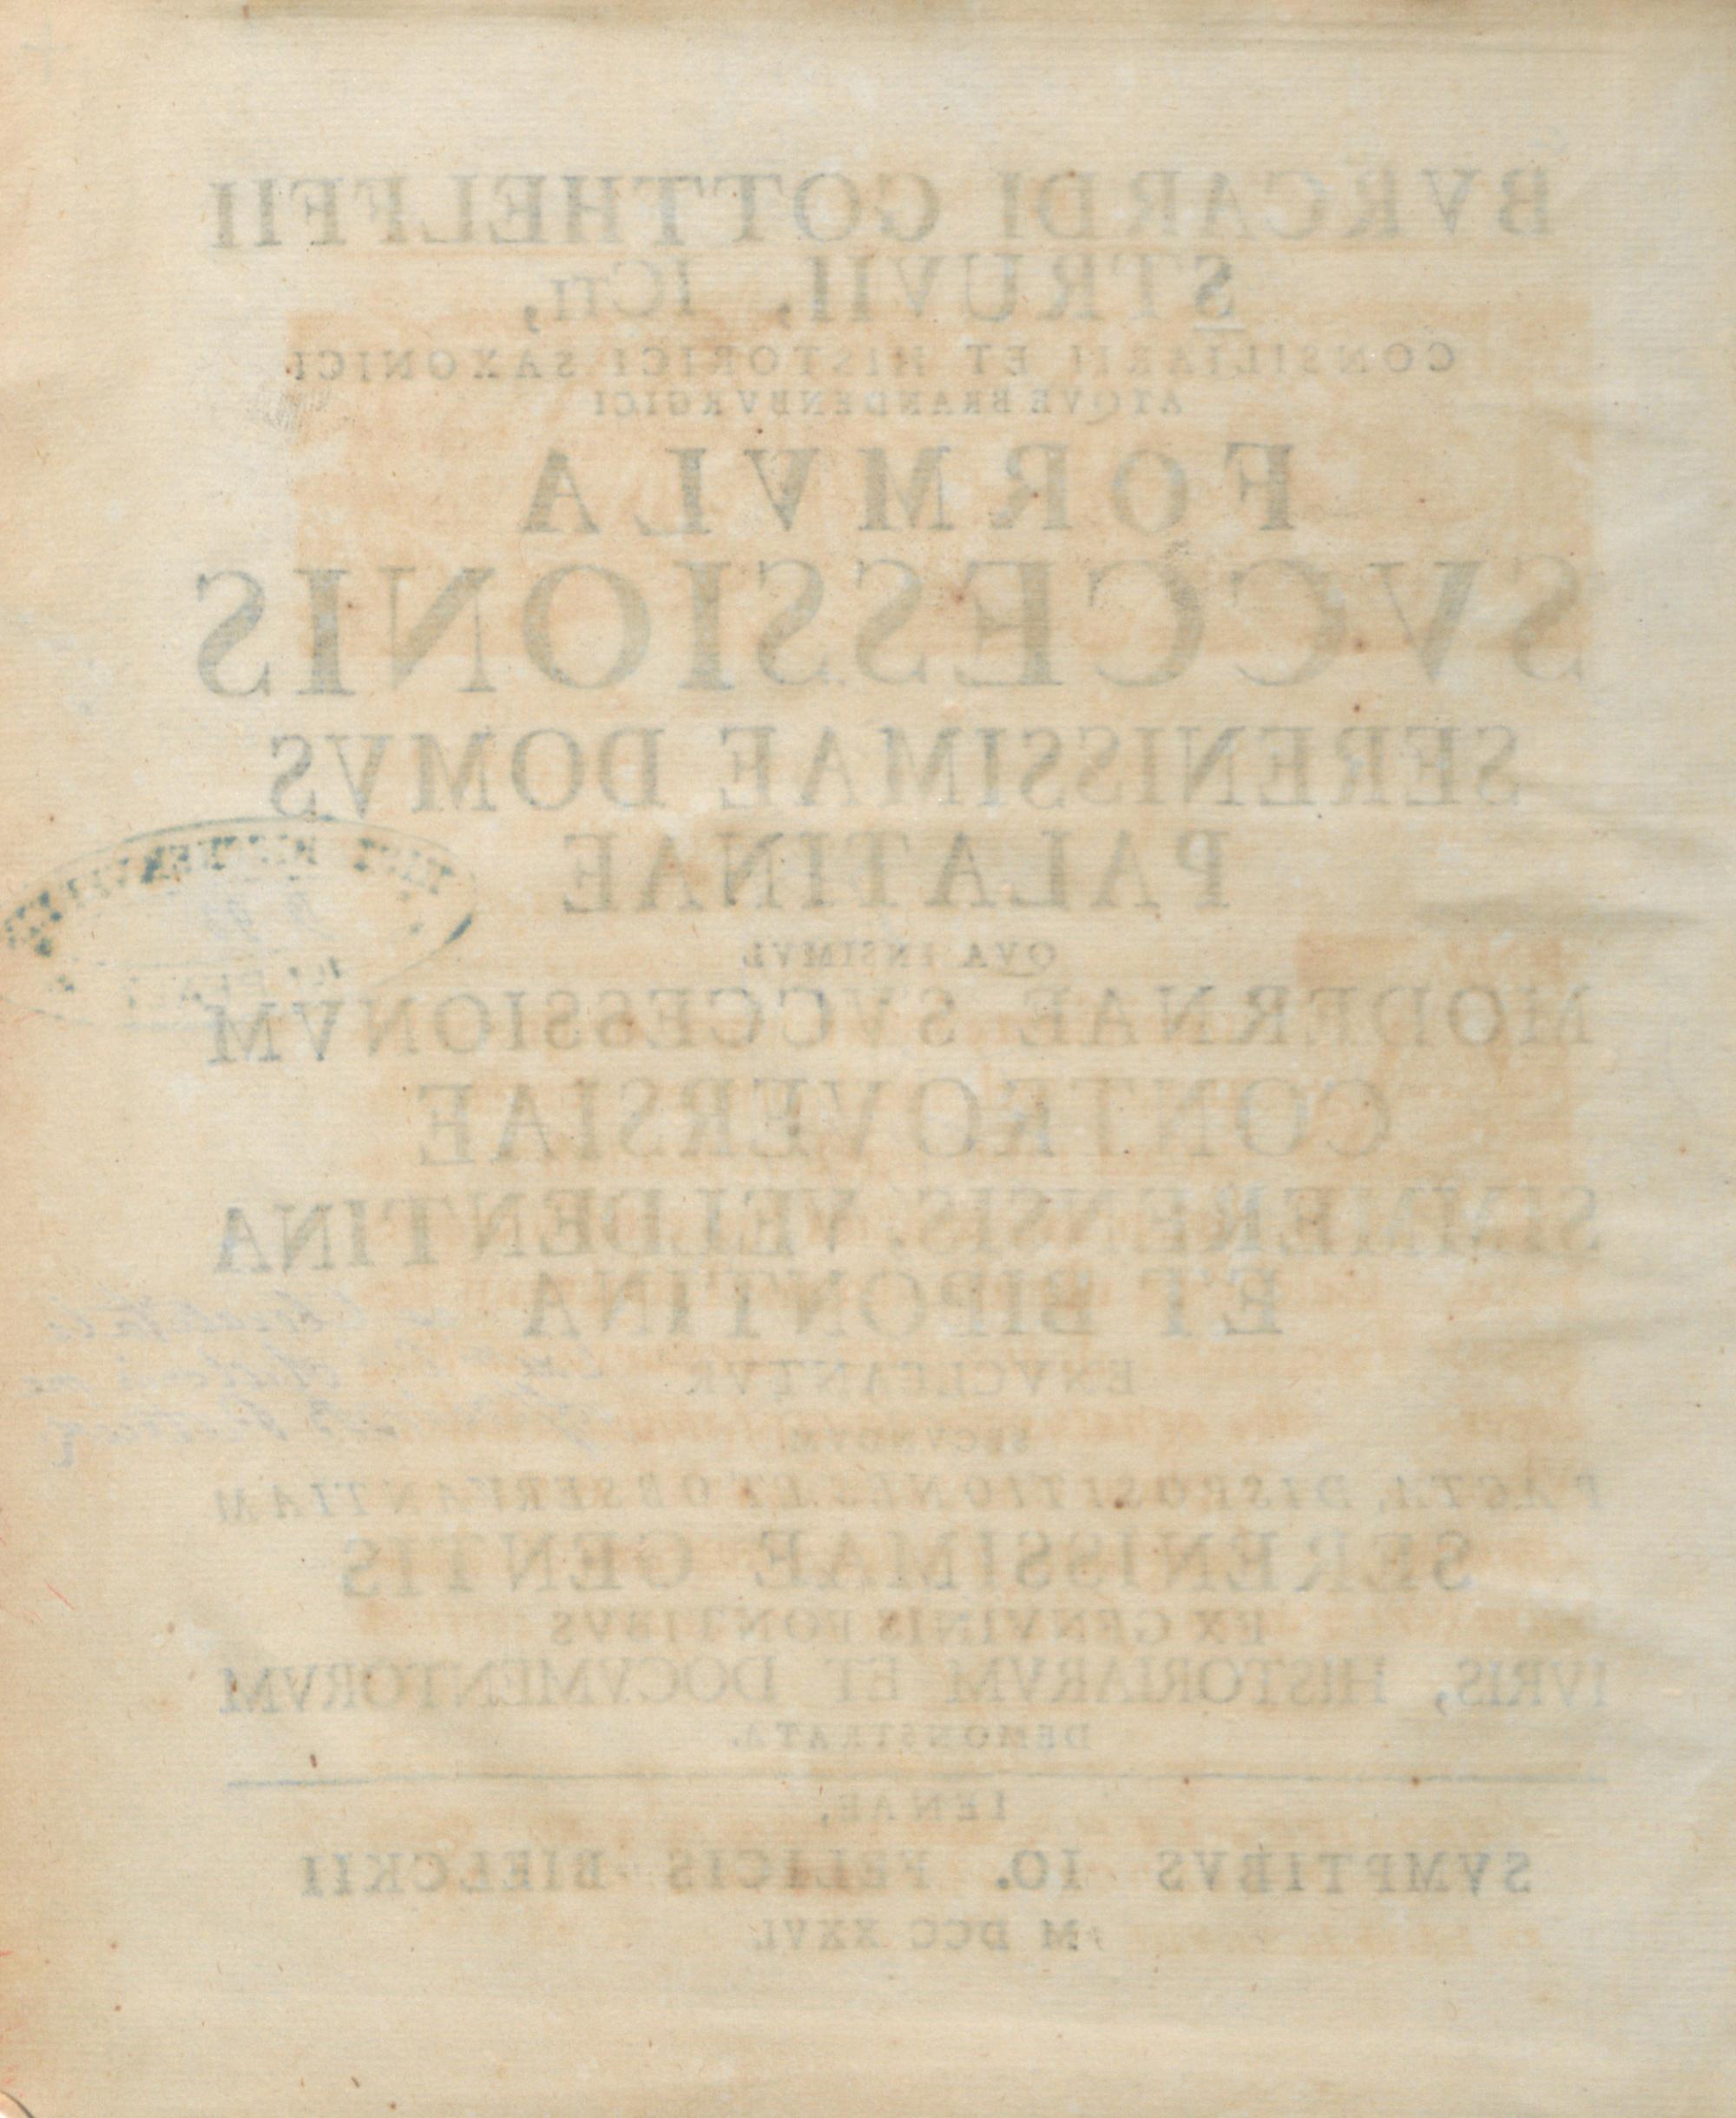 BVRCARDI GOTTHELFFII
STRUVII, ICTI,
CONSILIARII ET HISTORICI SAXONICI
ATQVE BRANDENBVRGICI
FORMVLA
SVCCESSIONIS
SERENISSIMAE DOMVS
PALATINAE
QVA INSIMVL
MODERNAE SVCCESSIONVM
CONTROVERSIAE
SIMMERENSIS, VELDENTINA
ET BIPONTINA
ENVCLEANTVR
SECVNDVM
PACTA, DISPOSITIONES ET OBSERVANTIAM
SERENISSIMAE GENTIS
EX GENVINIS FONTIBVS
IVRIS, HISTORIARVM ET DOCVMENTORVM
DEMONSTRATA.
IENAE,
SVMPTIBVS IO. FELICIS BIELCKII
M DCC XXVI.